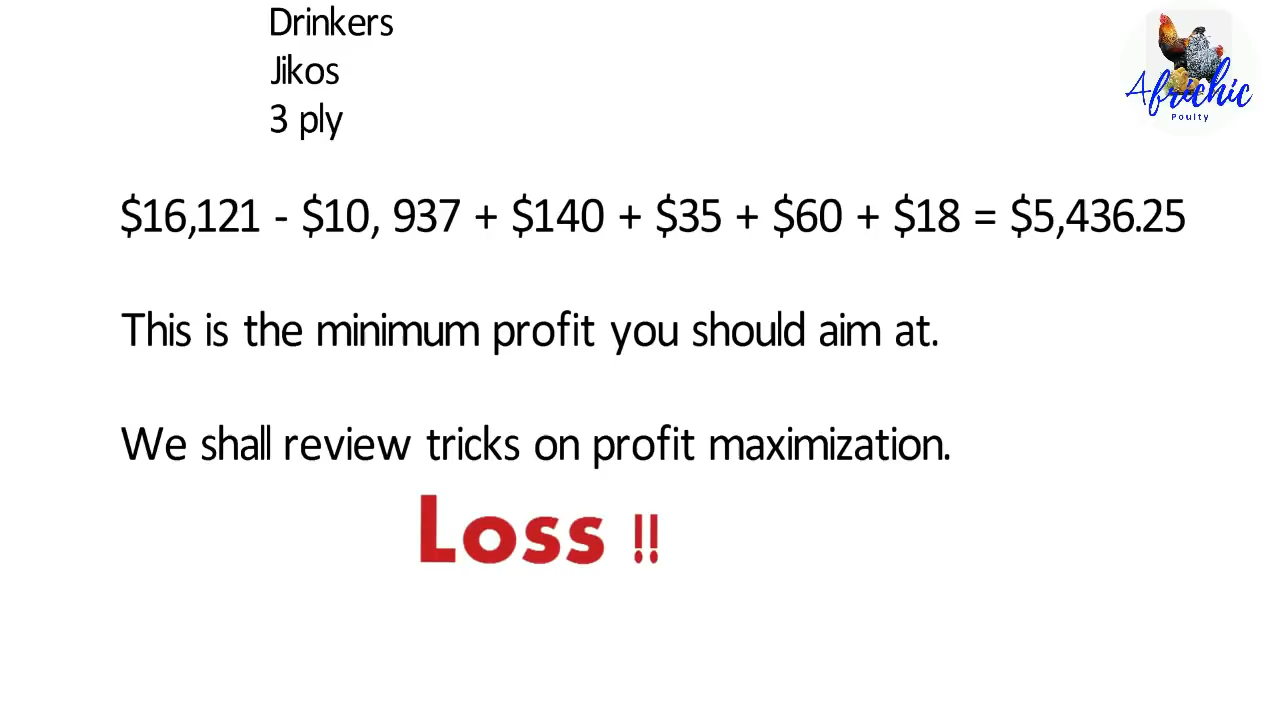 Drinkers
Jikos
3 ply
Africhic
Poulty
$16,121 - $10, 937 + $140 + $35 + $60 + $18 = $5,436.25
This is the minimum profit you should aim at.
We shall review tricks on profit maximization.
Loss !!